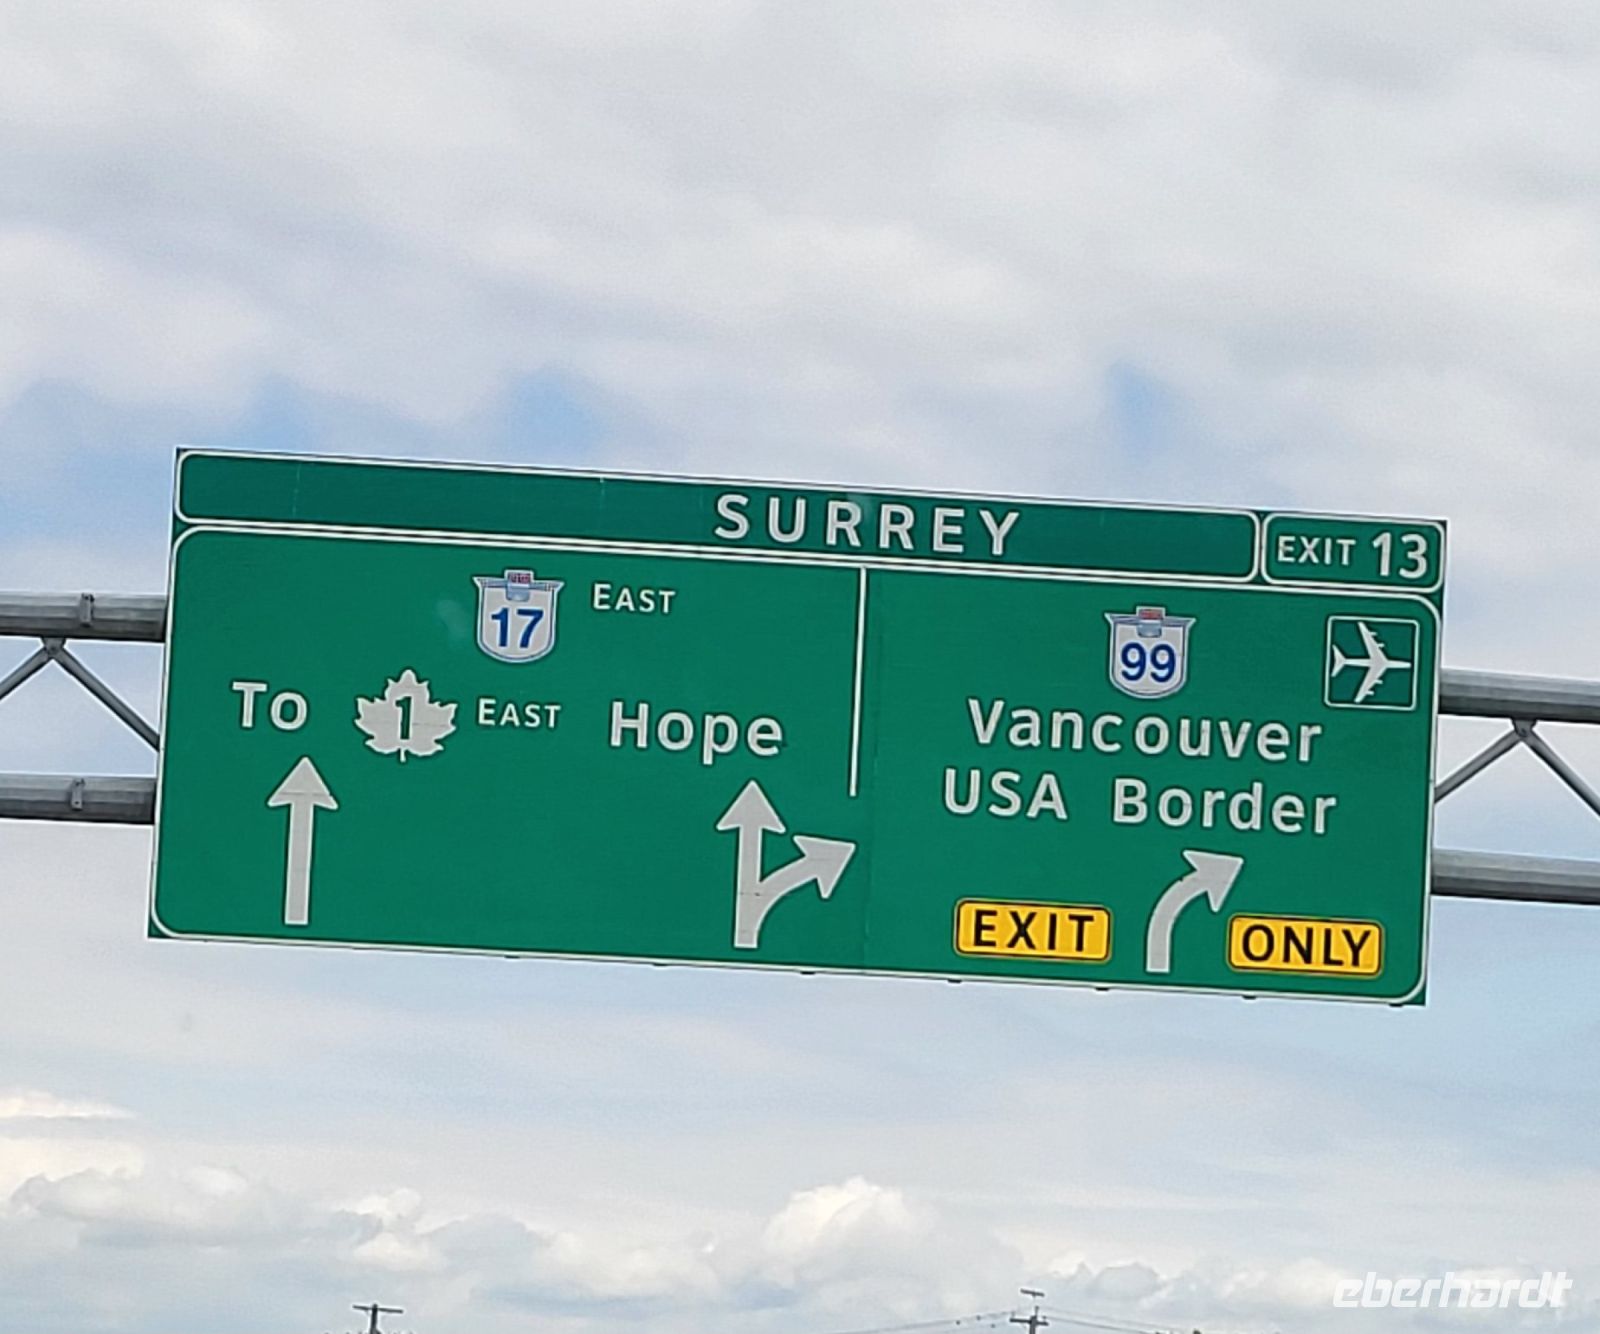 SURREY
EXIT 13
17 EAST
To 1 EAST Hope
99
Vancouver
USA Border
EXIT ONLY
eberhardt